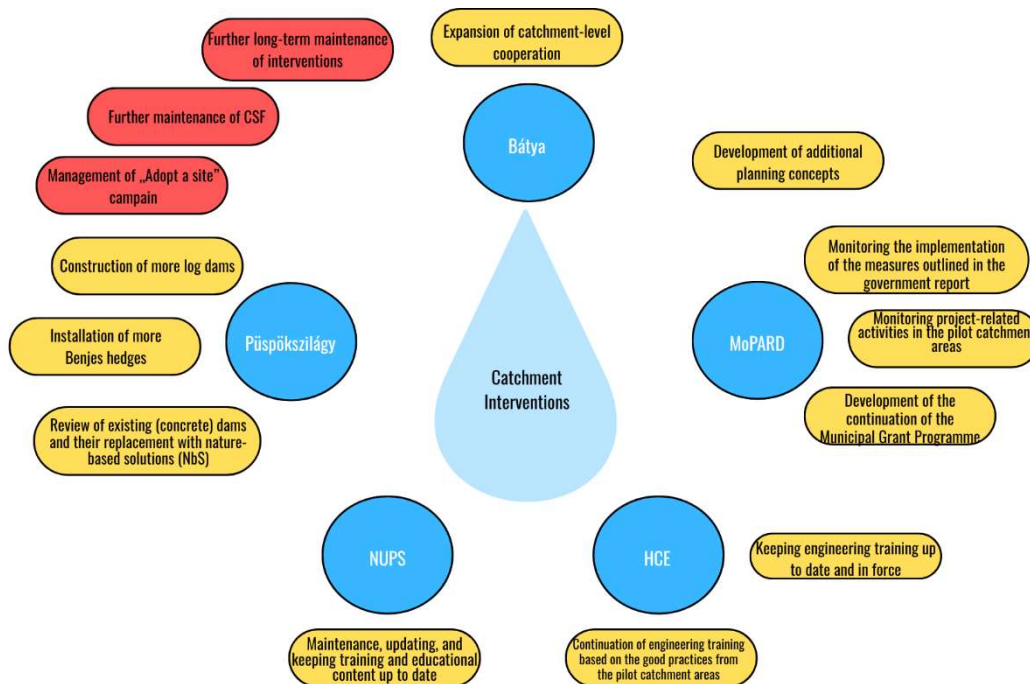 Further long-term maintenance
of interventions
Expansion of catchment-level
cooperation
Further maintenance of CSF
Bátya
Development of additional
planning concepts
Management of „Adopt a site”
campain
Construction of more log dams
Monitoring the implementation
of the measures outlined in the
government report
Installation of more
Benjes hedges
Püspökszilágy
MoPARD
Monitoring project-related
activities in the pilot catchment
areas
Catchment
Interventions
Review of existing (concrete) dams
and their replacement with nature-
based solutions (NbS)
Development of the
continuation of the
Municipal Grant Programme
NUPS
HCE
Keeping engineering training up
to date and in force
Maintenance, updating, and
keeping training and educational
content up to date
Continuation of engineering training
based on the good practices from
the pilot catchment areas